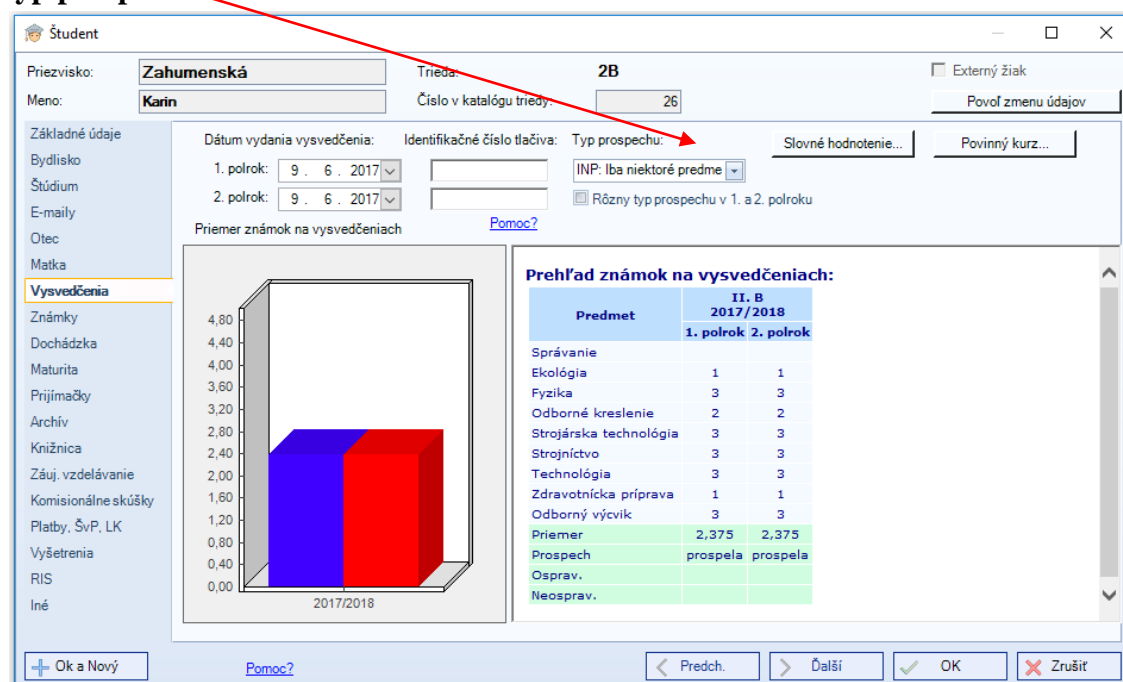 Študent
Priezvisko: Zahumenská Trieda: 2B Externý žiak
Meno: Karin Číslo v katalógu triedy: 26 Povoľ zmenu údajov
Základné údaje
Bydlisko
Štúdium
E-maily
Otec
Matka
Vysvedčenia
Známky
Dochádzka
Maturita
Prijímačky
Archív
Knižnica
Záuj. vzdelávanie
Komisionálne skúšky
Platby, ŠvP, LK
Vyšetrenia
RIS
Iné
Dátum vydania vysvedčenia: Identifikačné číslo tlačiva: Typ prospechu: Slovné hodnotenie... Povinný kurz...
1. polrok: 9 . 6 . 2017 INP: Iba niektoré predme
2. polrok: 9 . 6 . 2017 Rôzny typ prospechu v 1. a 2. polroku
Priemer známok na vysvedčeniach Pomoc?
4,80
4,40
4,00
3,60
3,20
2,80
2,40
2,00
1,60
1,20
0,80
0,40
0,00
2017/2018
Prehľad známok na vysvedčeniach:
Predmet II. B
2017/2018
1. polrok 2. polrok
Správanie
Ekológia 1 1
Fyzika 3 3
Odborné kreslenie 2 2
Strojárska technológia 3 3
Strojníctvo 3 3
Technológia 3 3
Zdravotnícka príprava 1 1
Odborný výcvik 3 3
Priemer 2,375 2,375
Prospech prospela prospela
Osprav.
Neosprav.
Ok a Nový Pomoc? Predch. Ďalší OK Zrušiť